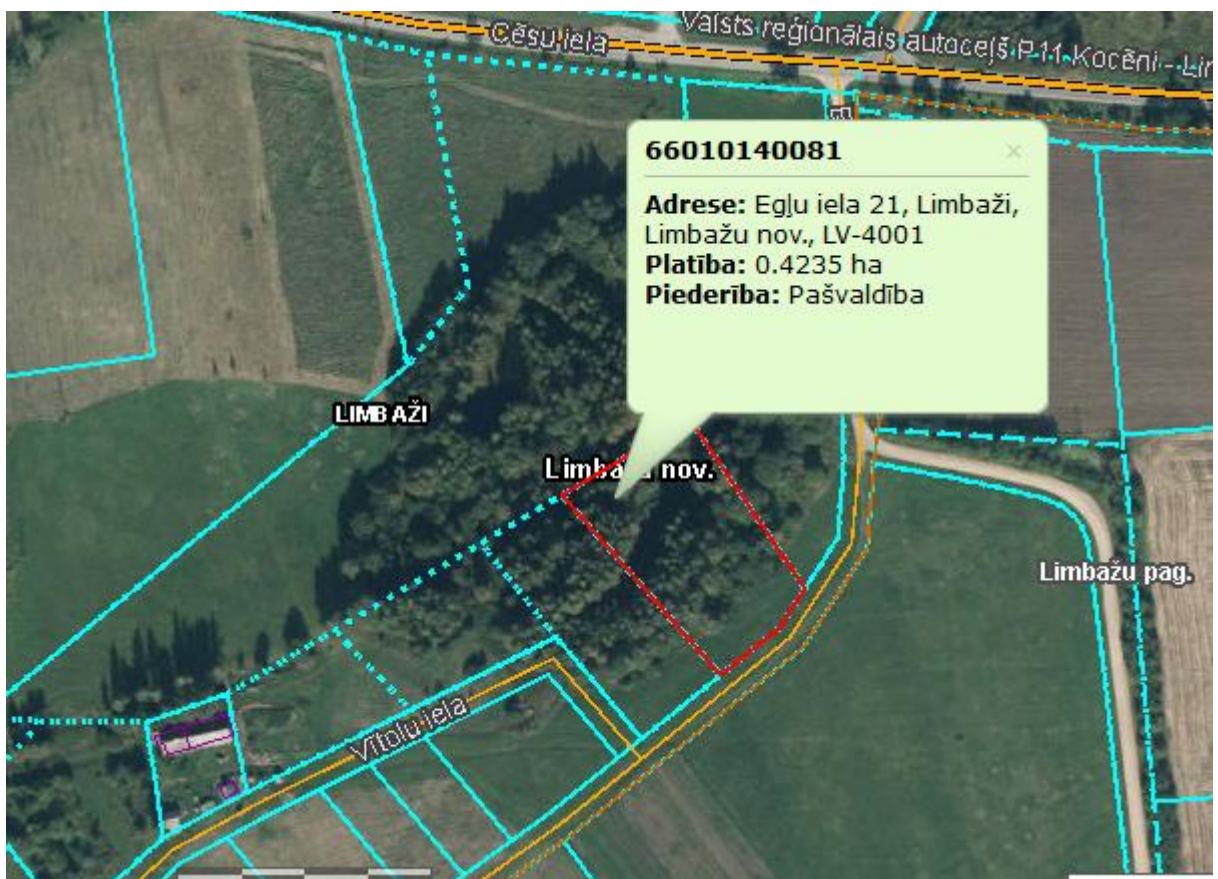 Cēsu iela
Valsts reģionālais autoceļš P-11 Kocēni - Lim
66010140081
Adrese: Egļu iela 21, Limbaži,
Limbažu nov., LV-4001
Platība: 0.4235 ha
Piederība: Pašvaldība
LIMBAŽI
Limbažu nov.
Limbažu pag.
Vītolu iela